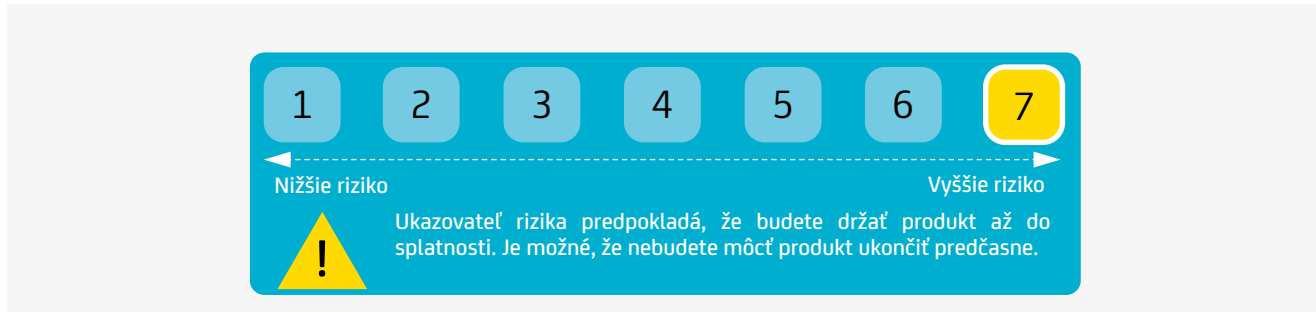 1 2 3 4 5 6 7
Nižšie riziko Vyššie riziko
Ukazovateľ rizika predpokladá, že budete držať produkt až do
! splatnosti. Je možné, že nebudete môcť produkt ukončiť predčasne.